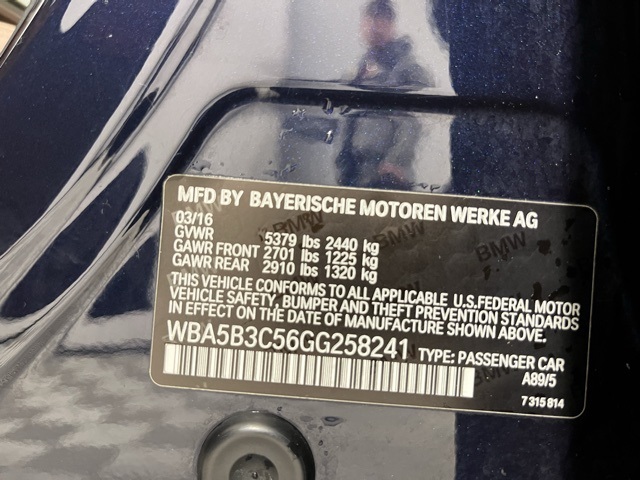 MFD BY BAYERISCHE MOTOREN WERKE AG
03/16
GVWR 5379 lbs 2440 kg
GAWR FRONT 2701 lbs 1225 kg
GAWR REAR 2910 lbs 1320 kg
THIS VEHICLE CONFORMS TO ALL APPLICABLE U.S.FEDERAL MOTOR
VEHICLE SAFETY, BUMPER AND THEFT PREVENTION STANDARDS
IN EFFECT ON THE DATE OF MANUFACTURE SHOWN ABOVE.
WBA5B3C56GG258241 TYPE: PASSENGER CAR
A89/5
7 315 814
BMW
BMW
BMW